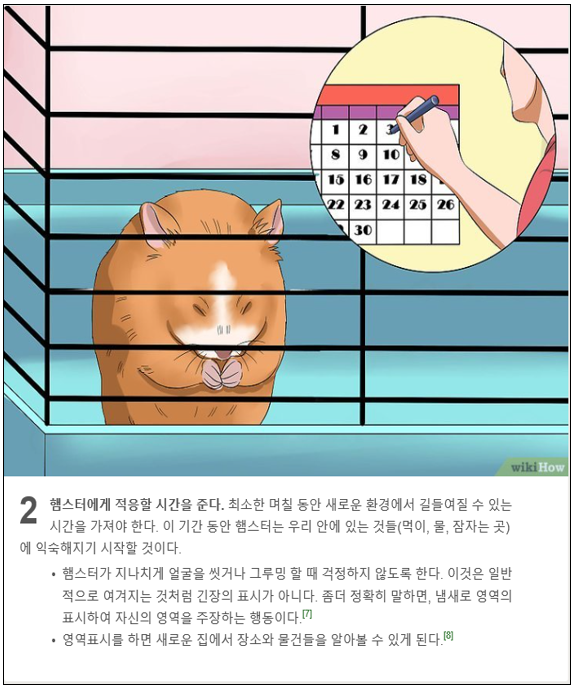 1 2 3
8 9 10
15 16 17 18
22 23 24 25 26
30
wikiHow
2 햄스터에게 적응할 시간을 준다. 최소한 며칠 동안 새로운 환경에서 길들여질 수 있는
시간을 가져야 한다. 이 기간 동안 햄스터는 우리 안에 있는 것들(먹이, 물, 잠자는 곳)
에 익숙해지기 시작할 것이다.
• 햄스터가 지나치게 얼굴을 씻거나 그루밍 할 때 걱정하지 않도록 한다. 이것은 일반
적으로 여겨지는 것처럼 긴장의 표시가 아니다. 좀더 정확히 말하면, 냄새로 영역의
표시하여 자신의 영역을 주장하는 행동이다.[7]
• 영역표시를 하면 새로운 집에서 장소와 물건들을 알아볼 수 있게 된다.[8]